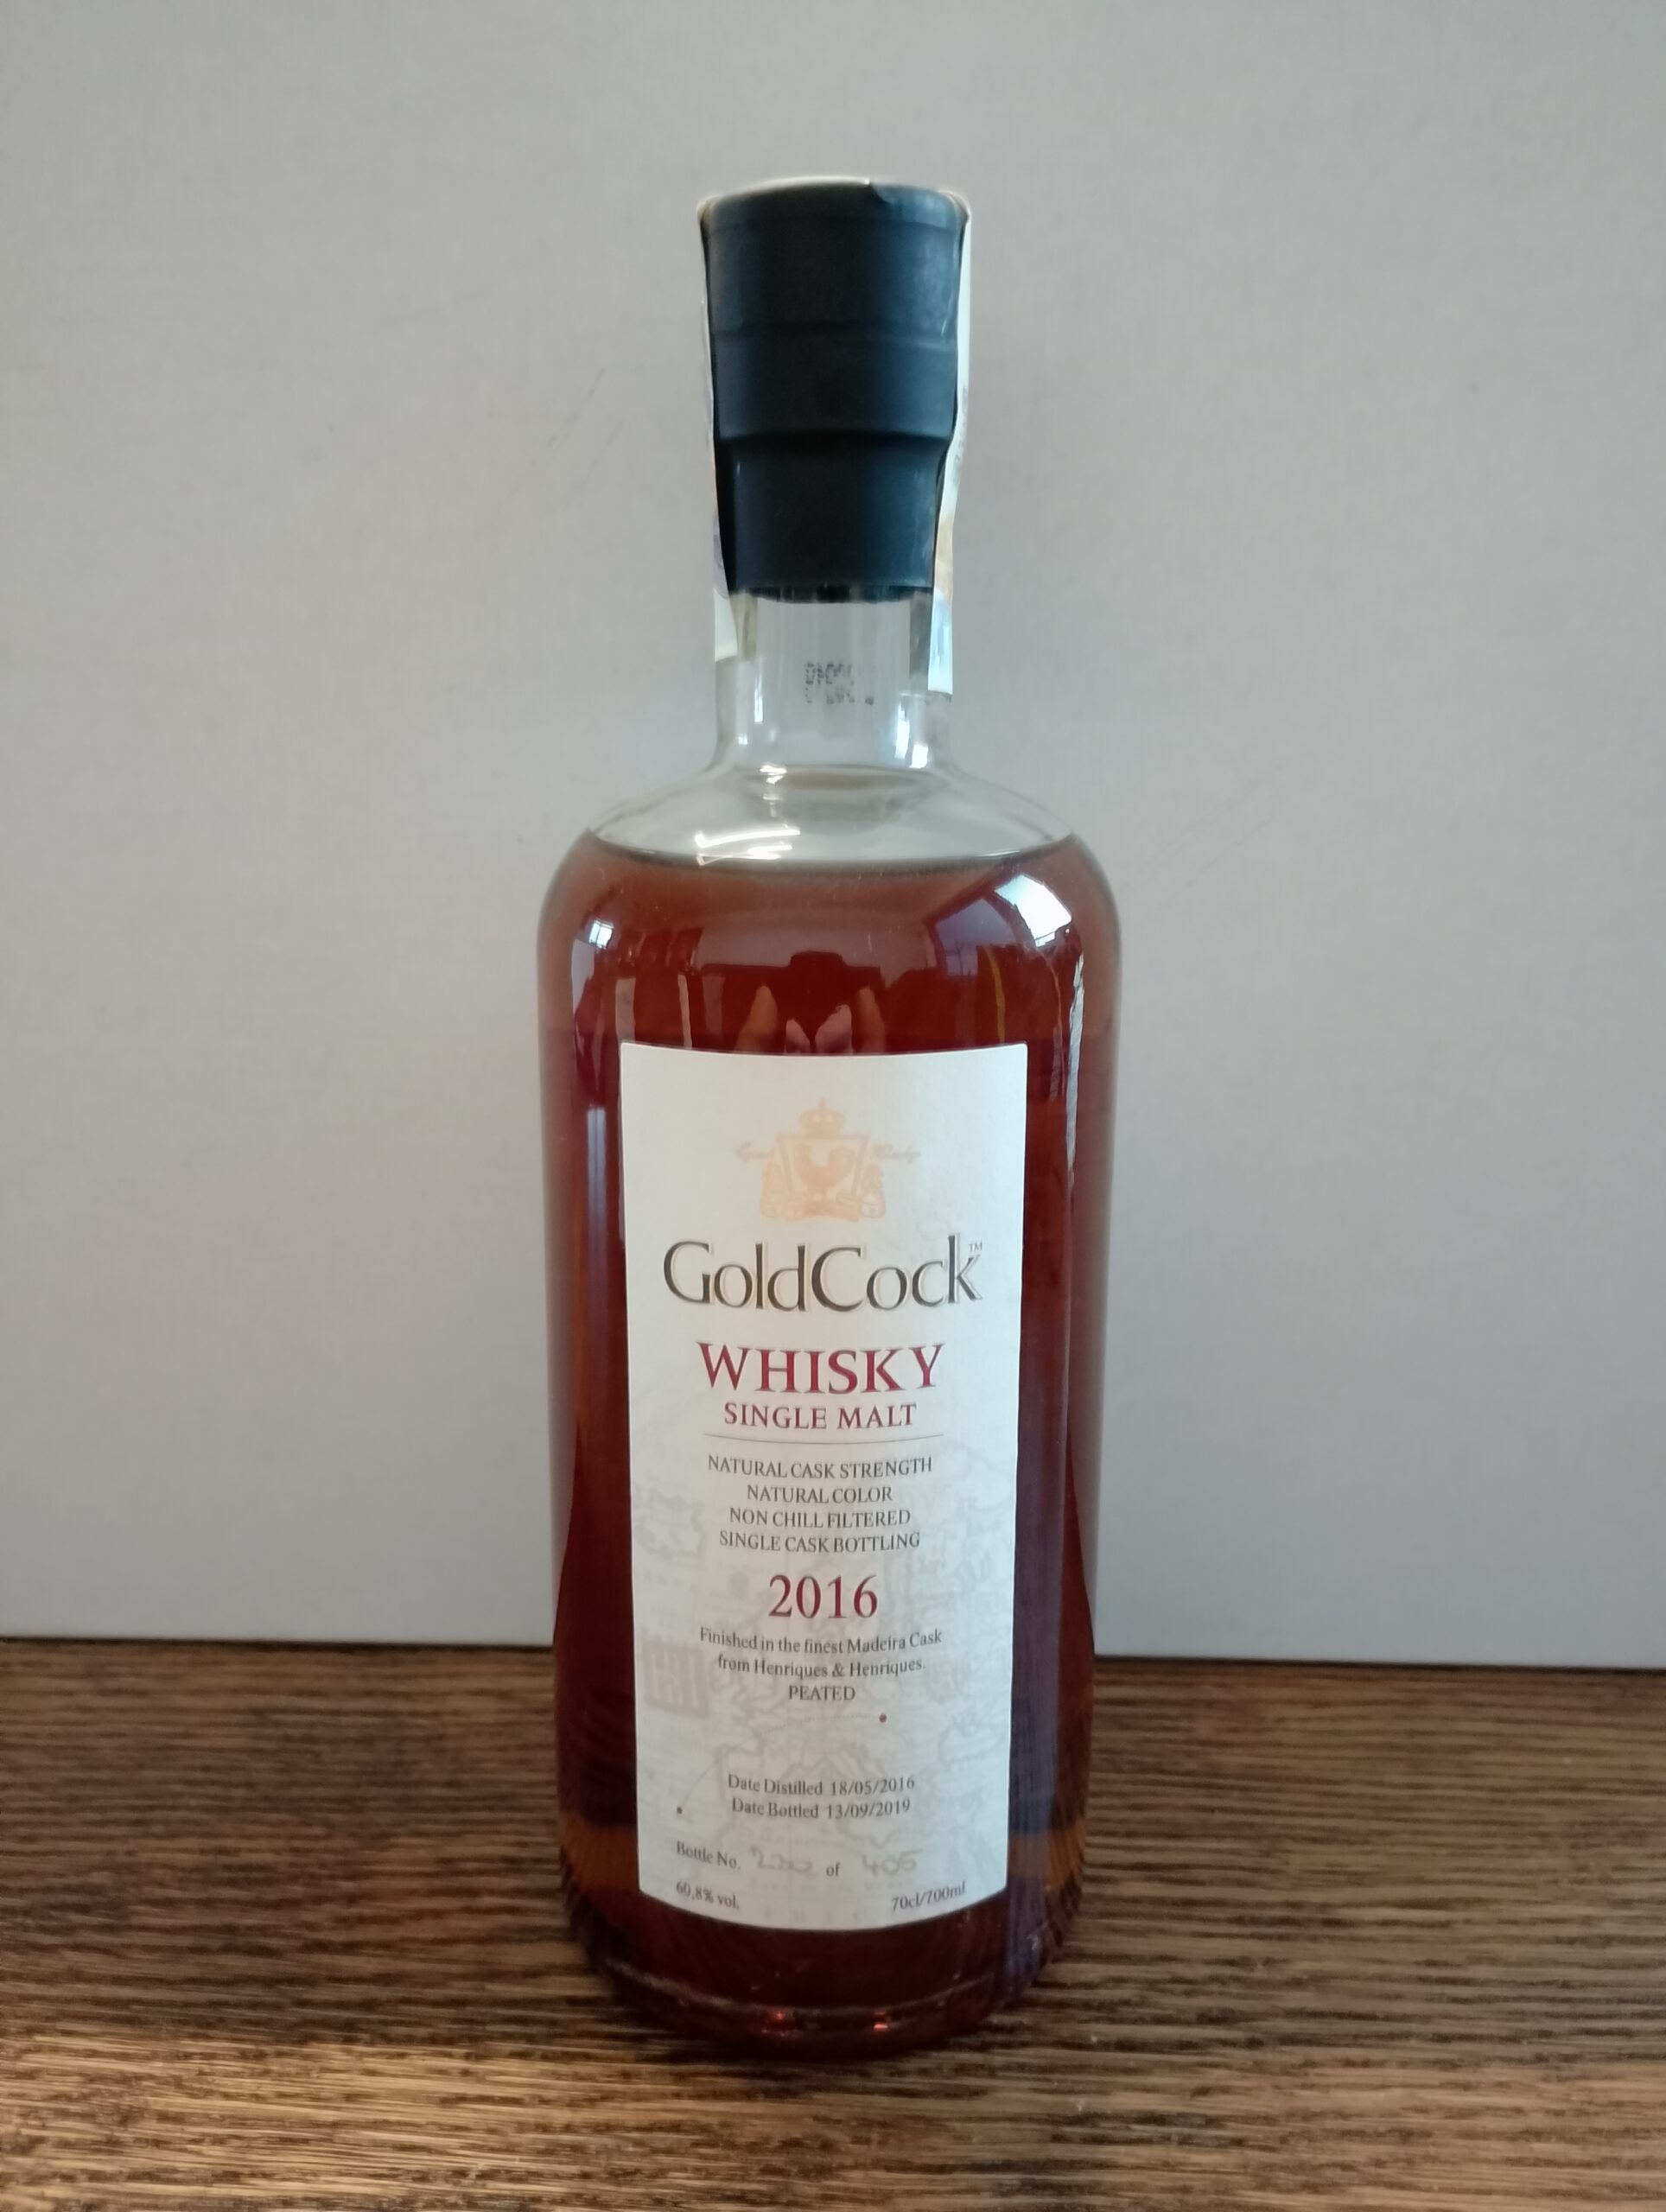 GoldCock™
WHISKY
SINGLE MALT
NATURAL CASK STRENGTH
NATURAL COLOR
NON CHILL FILTERED
SINGLE CASK BOTTLING
2016
Finished in the finest Madeira Cask
from Henriques & Henriques.
PEATED
Date Distilled 18/05/2016
Date Bottled 13/09/2019
Bottle No. of 405
60,8% vol. 70cl/700ml